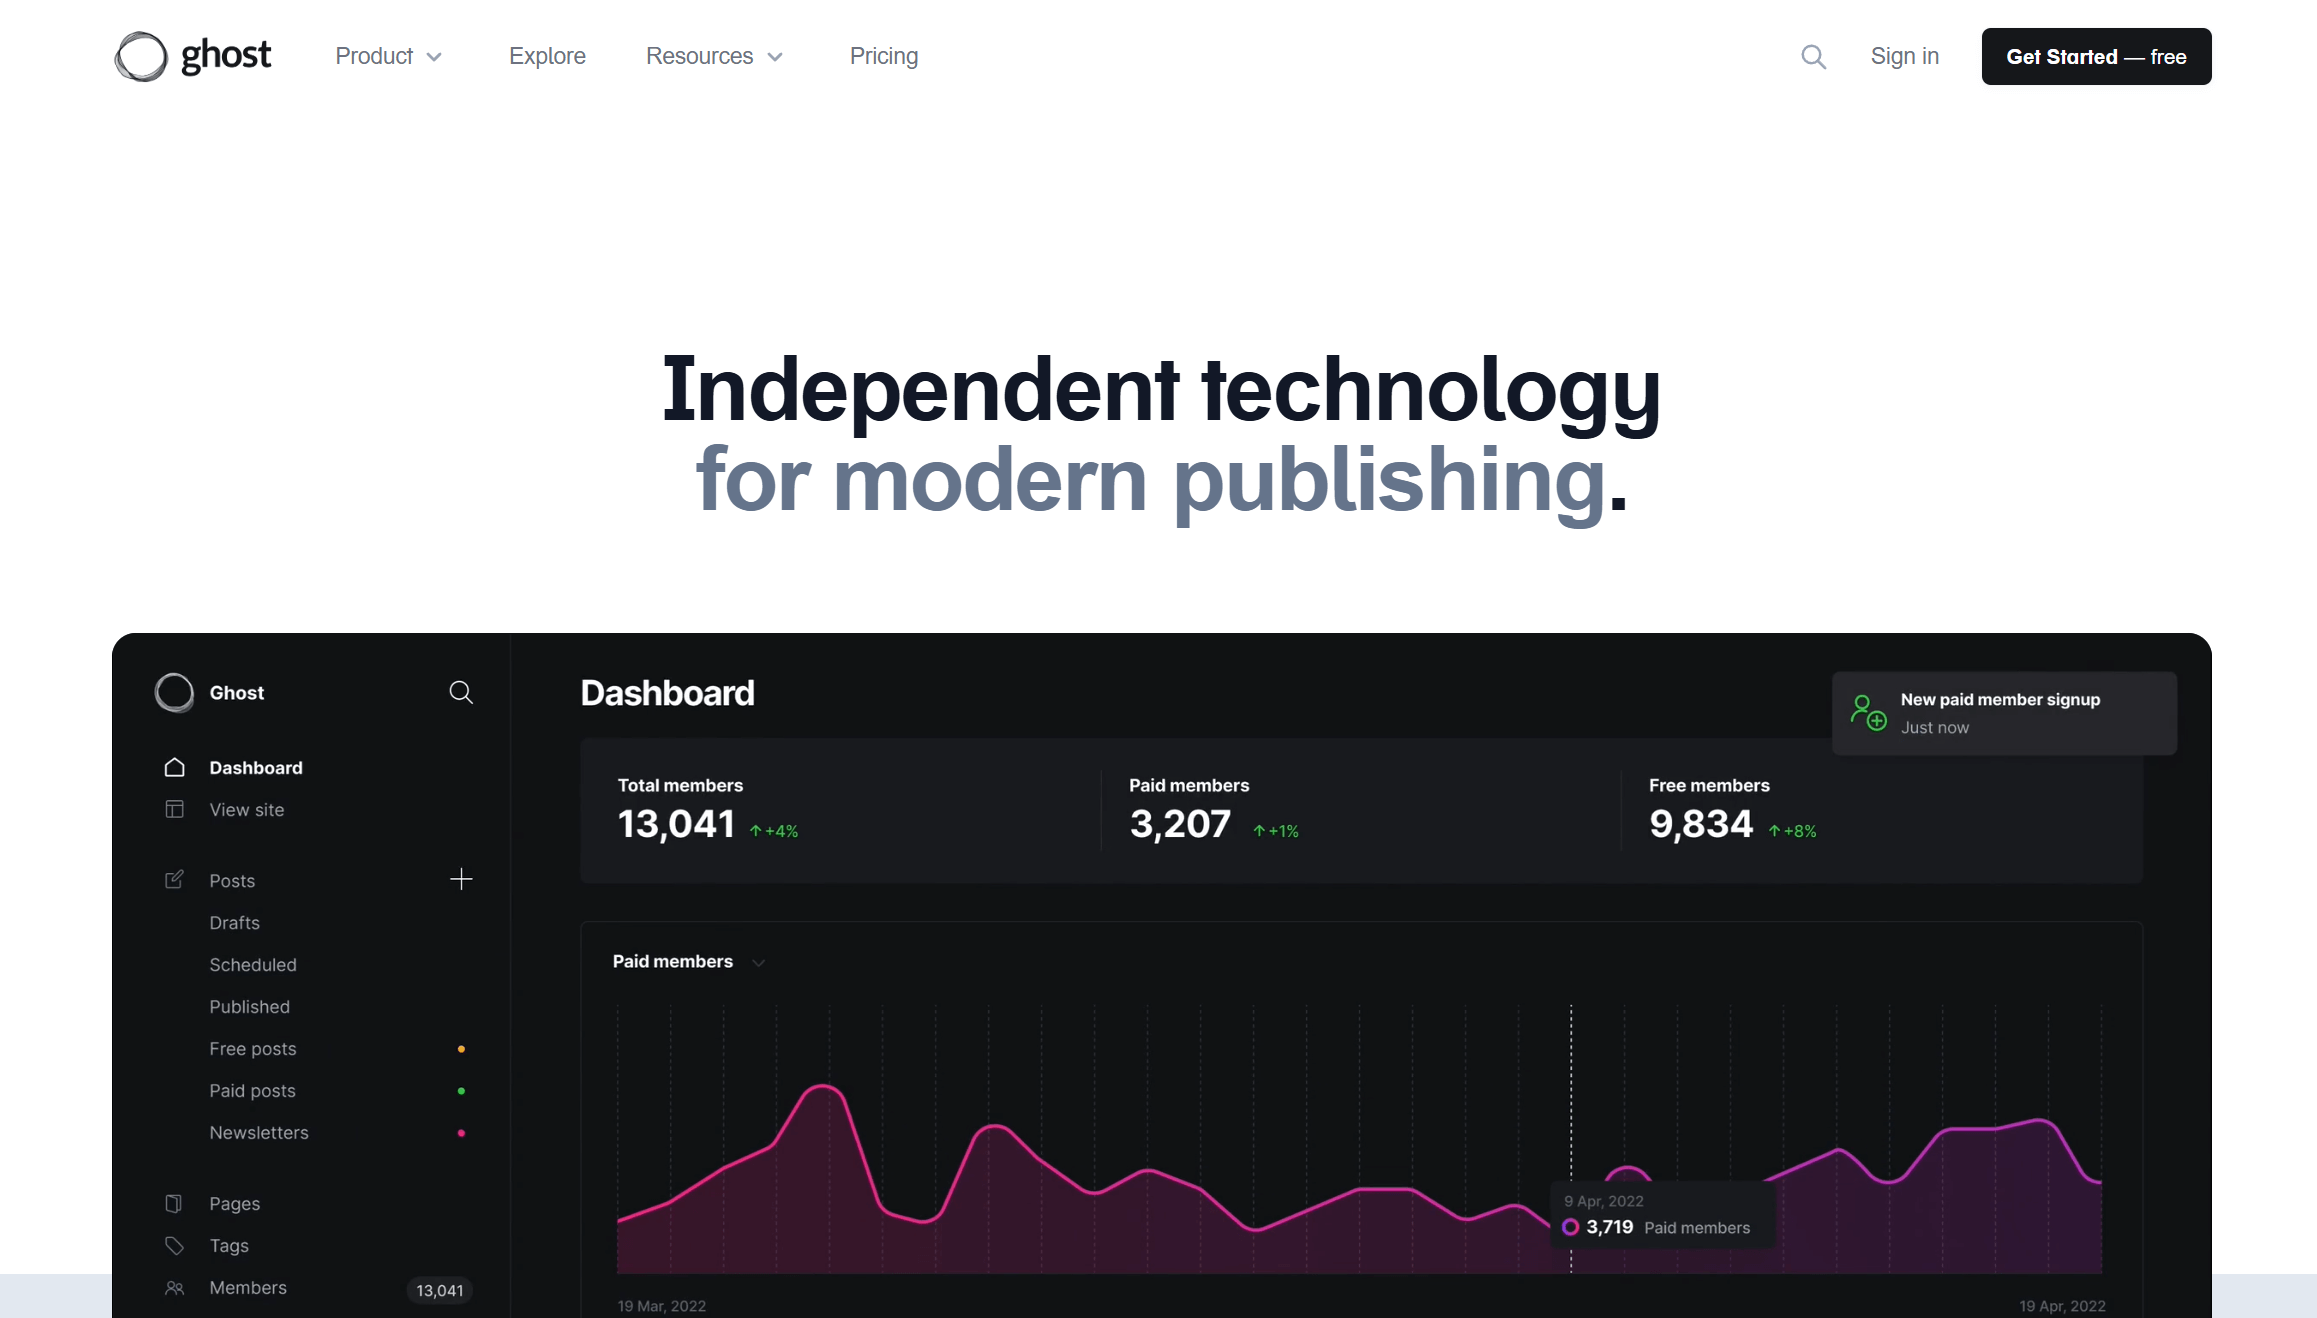 ghost
Product
Explore
Resources
Pricing
Sign in
Get Started — free
Independent technology
for modern publishing.
Ghost
Dashboard
View site
Posts
Drafts
Scheduled
Published
Free posts
Paid posts
Newsletters
Pages
Tags
Members 13,041
Dashboard
New paid member signup
Just now
Total members
13,041 ↑ +4%
Paid members
3,207 ↑ +1%
Free members
9,834 ↑ +8%
Paid members
9 Apr, 2022
3,719 Paid members
19 Mar, 2022
19 Apr, 2022